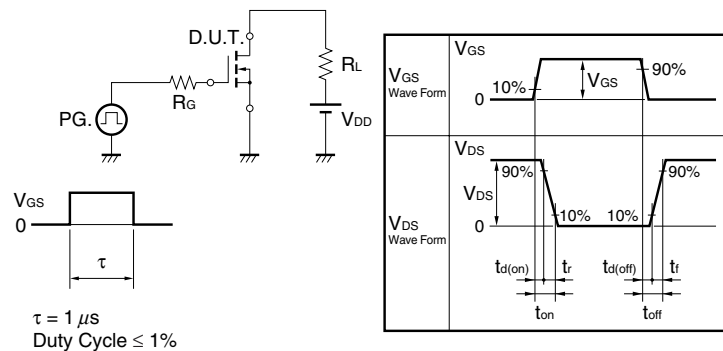 D.U.T.
RL
RG
PG.
VDD
VGS
0
τ
τ = 1 μs
Duty Cycle ≤ 1%
VGS
Wave Form
VGS
10%
VGS
90%
0
VDS
Wave Form
VDS
90%
VDS
90%
10%
10%
0
td(on)
tr
td(off)
tf
ton
toff